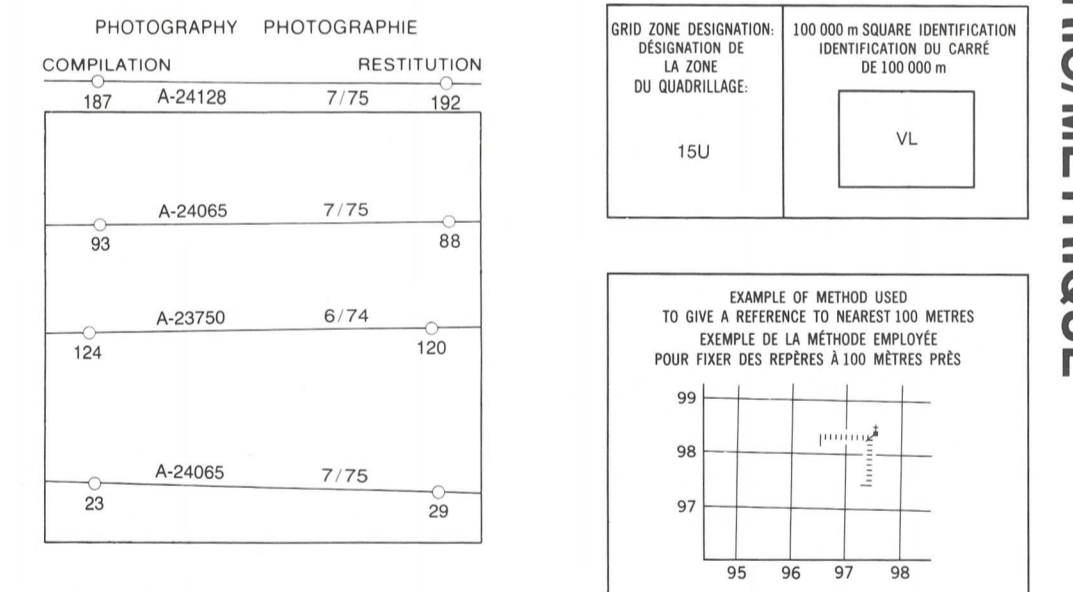 PHOTOGRAPHY PHOTOGRAPHIE
COMPILATION RESTITUTION
187 A-24128 7/75 192
A-24065 7/75
93 88
A-23750 6/74
124 120
A-24065 7/75
23 29
GRID ZONE DESIGNATION:
DÉSIGNATION DE
LA ZONE
DU QUADRILLAGE:
15U
100 000 m SQUARE IDENTIFICATION
IDENTIFICATION DU CARRÉ
DE 100 000 m
VL
EXAMPLE OF METHOD USED
TO GIVE A REFERENCE TO NEAREST 100 METRES
EXEMPLE DE LA MÉTHODE EMPLOYÉE
POUR FIXER DES REPÈRES À 100 MÈTRES PRÈS
99
98
97
95 96 97 98